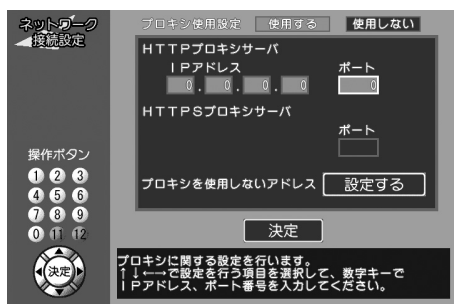 ネットワーク
接続設定
プロキシ使用設定 使用する 使用しない
HTTPプロキシサーバ
IPアドレス ポート
0 . 0 . 0 . 0 0
HTTPSプロキシサーバ
ポート
プロキシを使用しないアドレス 設定する
決定
操作ボタン
1 2 3
4 5 6
7 8 9
0 11 12
決定
プロキシに関する設定を行います。
↑↓←→で設定を行う項目を選択して、数字キーで
IPアドレス、ポート番号を入力してください。